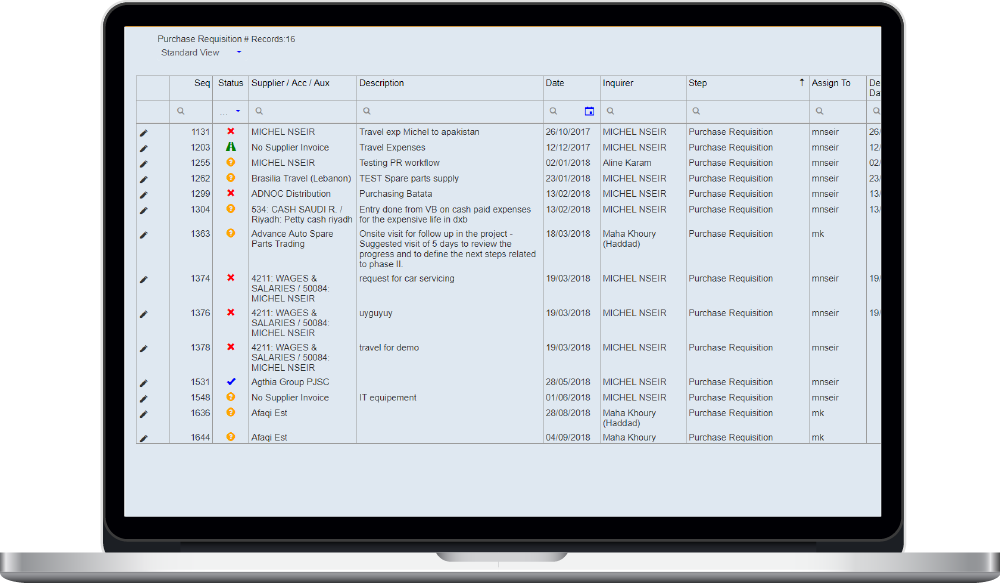 Purchase Requisition # Records:16
Standard View
Seq Status Supplier / Acc / Aux Description Date Inquirer Step Assign To De
Da
...
1131 MICHEL NSEIR Travel exp Michel to apakistan 26/10/2017 MICHEL NSEIR Purchase Requisition mnseir 26/
1203 No Supplier Invoice Travel Expenses 12/12/2017 MICHEL NSEIR Purchase Requisition mnseir 12/
1255 MICHEL NSEIR Testing PR workflow 02/01/2018 Aline Karam Purchase Requisition mnseir 02/
1262 Brasilia Travel (Lebanon) TEST Spare parts supply 23/01/2018 MICHEL NSEIR Purchase Requisition mnseir 23/
1299 ADNOC Distribution Purchasing Batata 13/02/2018 MICHEL NSEIR Purchase Requisition mnseir 13/
1304 534: CASH SAUDI R. / Entry done from VB on cash paid expenses 13/02/2018 MICHEL NSEIR Purchase Requisition mnseir 13/
Riyadh: Petty cash riyadh for the expensive life in dxb
1363 Advance Auto Spare Onsite visit for follow up in the project - 18/03/2018 Maha Khoury Purchase Requisition mk
Parts Trading Suggested visit of 5 days to review the (Haddad)
progress and to define the next steps related
to phase II.
1374 4211: WAGES & request for car servicing 19/03/2018 MICHEL NSEIR Purchase Requisition mnseir 19/
SALARIES / 50084:
MICHEL NSEIR
1376 4211: WAGES & uyguyuy 19/03/2018 MICHEL NSEIR Purchase Requisition mnseir 19/
SALARIES / 50084:
MICHEL NSEIR
1378 4211: WAGES & travel for demo 19/03/2018 MICHEL NSEIR Purchase Requisition mnseir
SALARIES / 50084:
MICHEL NSEIR
1531 Agthia Group PJSC 28/05/2018 MICHEL NSEIR Purchase Requisition mnseir
1548 No Supplier Invoice IT equipement 01/06/2018 MICHEL NSEIR Purchase Requisition mnseir
1636 Afaqi Est 28/08/2018 Maha Khoury Purchase Requisition mk
(Haddad)
1644 Afaqi Est 04/09/2018 Maha Khoury Purchase Requisition mk